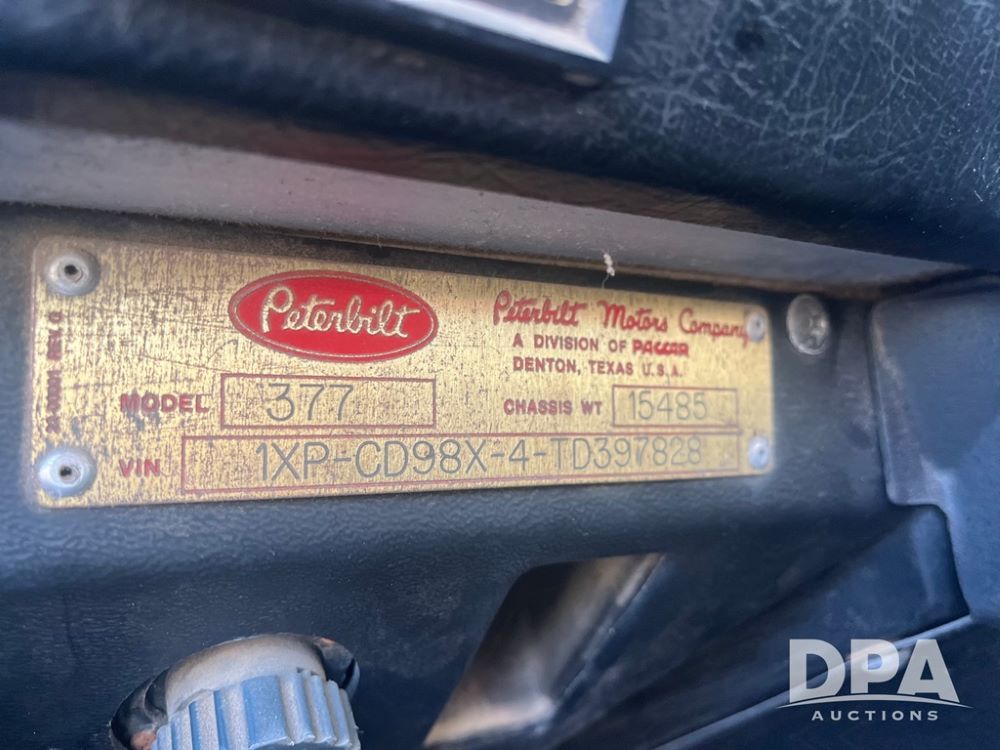 Peterbilt
Peterbilt Motors Company
A DIVISION OF PACCAR
DENTON, TEXAS U.S.A.
MODEL 377
CHASSIS WT 15485
VIN 1XP-CD98X-4-TD397828
DPA
AUCTIONS